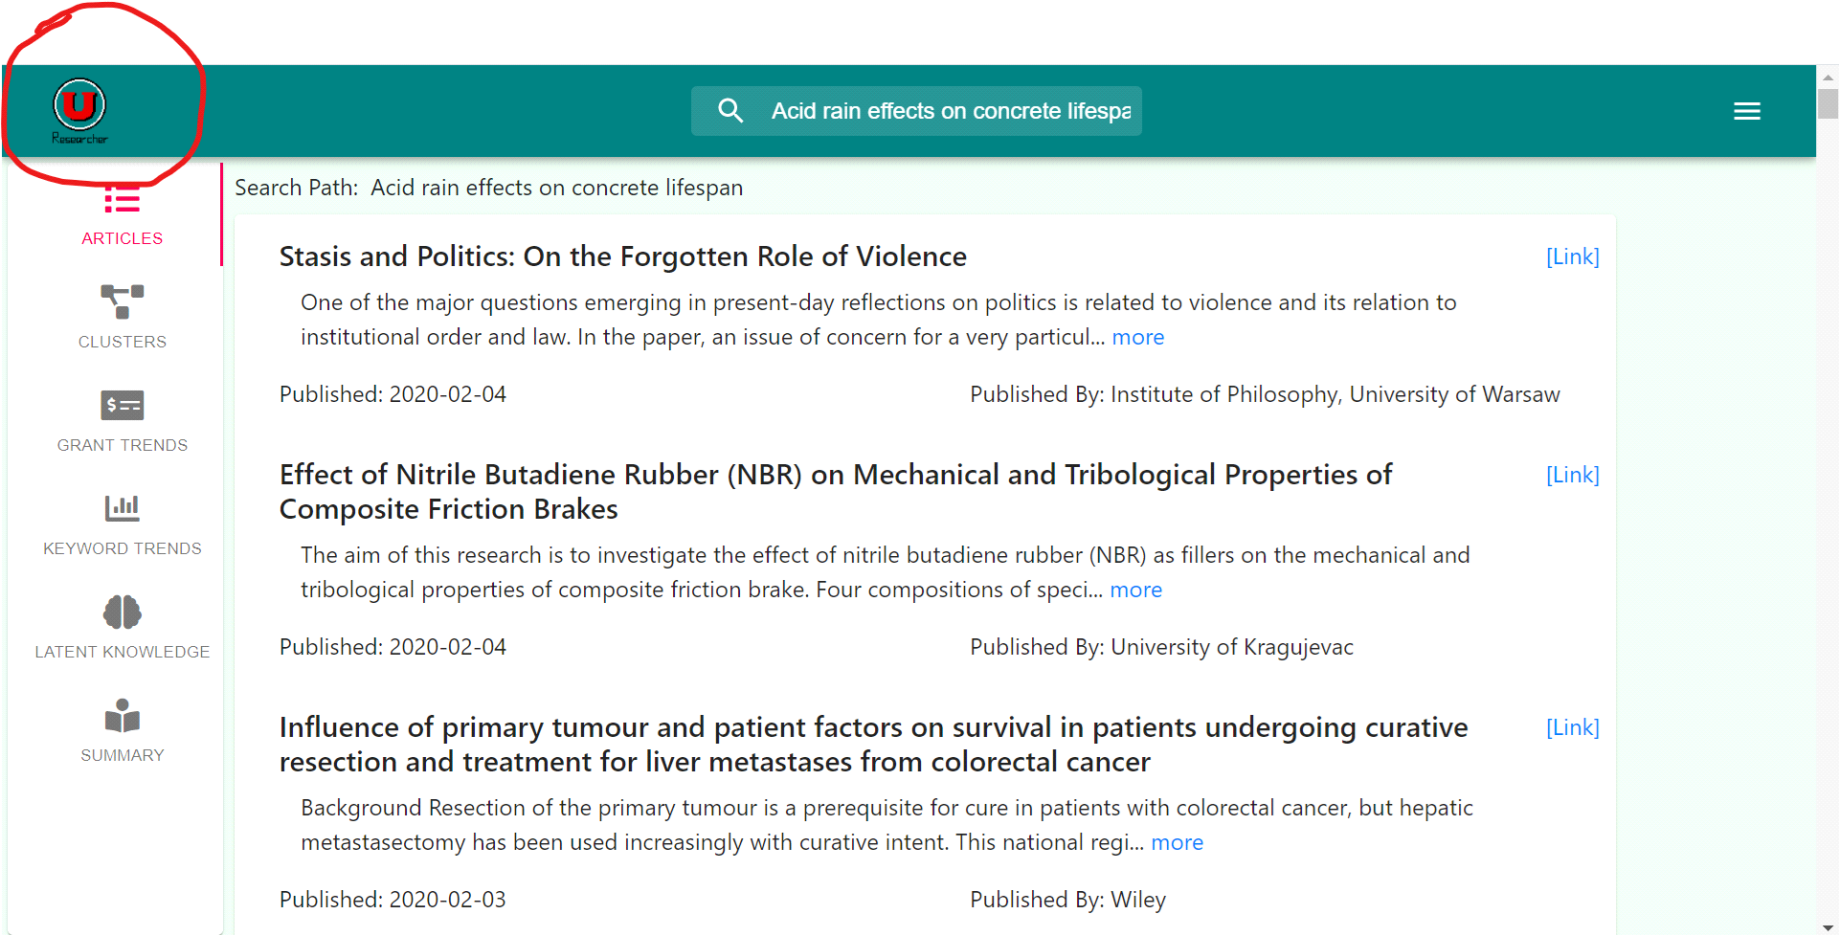 U
Researcher
Acid rain effects on concrete lifespa
Search Path: Acid rain effects on concrete lifespan
ARTICLES
CLUSTERS
GRANT TRENDS
KEYWORD TRENDS
LATENT KNOWLEDGE
SUMMARY
Stasis and Politics: On the Forgotten Role of Violence
[Link]
One of the major questions emerging in present-day reflections on politics is related to violence and its relation to
institutional order and law. In the paper, an issue of concern for a very particul... more
Published: 2020-02-04
Published By: Institute of Philosophy, University of Warsaw
Effect of Nitrile Butadiene Rubber (NBR) on Mechanical and Tribological Properties of
Composite Friction Brakes
[Link]
The aim of this research is to investigate the effect of nitrile butadiene rubber (NBR) as fillers on the mechanical and
tribological properties of composite friction brake. Four compositions of speci... more
Published: 2020-02-04
Published By: University of Kragujevac
Influence of primary tumour and patient factors on survival in patients undergoing curative
resection and treatment for liver metastases from colorectal cancer
[Link]
Background Resection of the primary tumour is a prerequisite for cure in patients with colorectal cancer, but hepatic
metastasectomy has been used increasingly with curative intent. This national regi... more
Published: 2020-02-03
Published By: Wiley